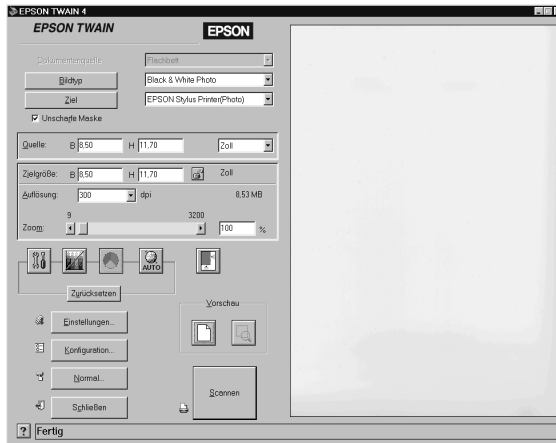 EPSON TWAIN 4
EPSON TWAIN
EPSON
Dokumentenquelle
Flachbett
Bildtyp
Black & White Photo
Ziel
EPSON Stylus Printer(Photo)
Unscharfe Maske
Quelle: B 8,50 H 11,70 Zoll
Zielgröße: B 8,50 H 11,70 Zoll
Auflösung: 300 dpi 8,53 MB
9 3200
Zoom: 100 %
AUTO
Zurücksetzen
Vorschau
Einstellungen...
Konfiguration...
Normal...
Scannen
Schließen
? Fertig